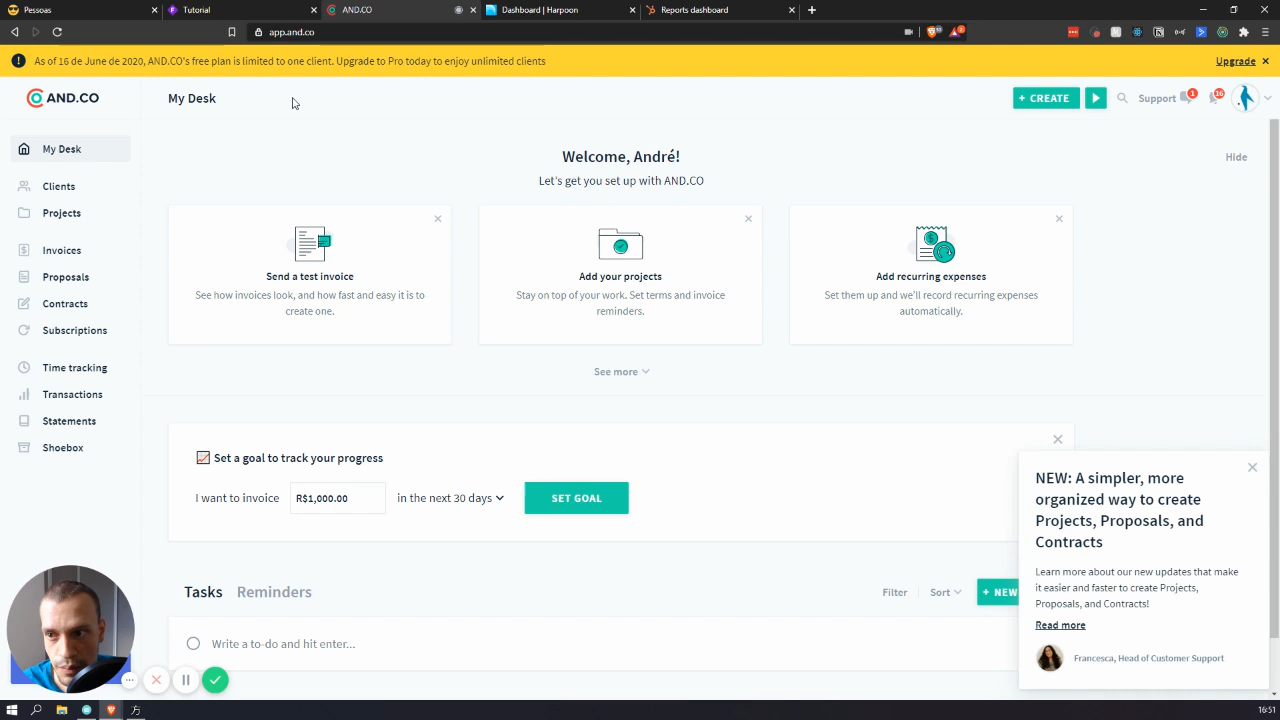 Pessoas
Tutorial
AND.CO
Dashboard | Harpoon
Reports dashboard
app.and.co
As of 16 de June de 2020, AND.CO's free plan is limited to one client. Upgrade to Pro today to enjoy unlimited clients
Upgrade
AND.CO
My Desk
+ CREATE
Support
1
16
My Desk
Clients
Projects
Invoices
Proposals
Contracts
Subscriptions
Time tracking
Transactions
Statements
Shoebox
Welcome, André!
Hide
Let's get you set up with AND.CO
Send a test invoice
See how invoices look, and how fast and easy it is to
create one.
Add your projects
Stay on top of your work. Set terms and invoice
reminders.
Add recurring expenses
Set them up and we'll record recurring expenses
automatically.
See more
Set a goal to track your progress
I want to invoice
R$1,000.00
in the next 30 days
SET GOAL
Tasks
Reminders
Filter
Sort
+ NEW
Write a to-do and hit enter...
NEW: A simpler, more
organized way to create
Projects, Proposals, and
Contracts
Learn more about our new updates that make
it easier and faster to create Projects,
Proposals, and Contracts!
Read more
Francesca, Head of Customer Support
16:51